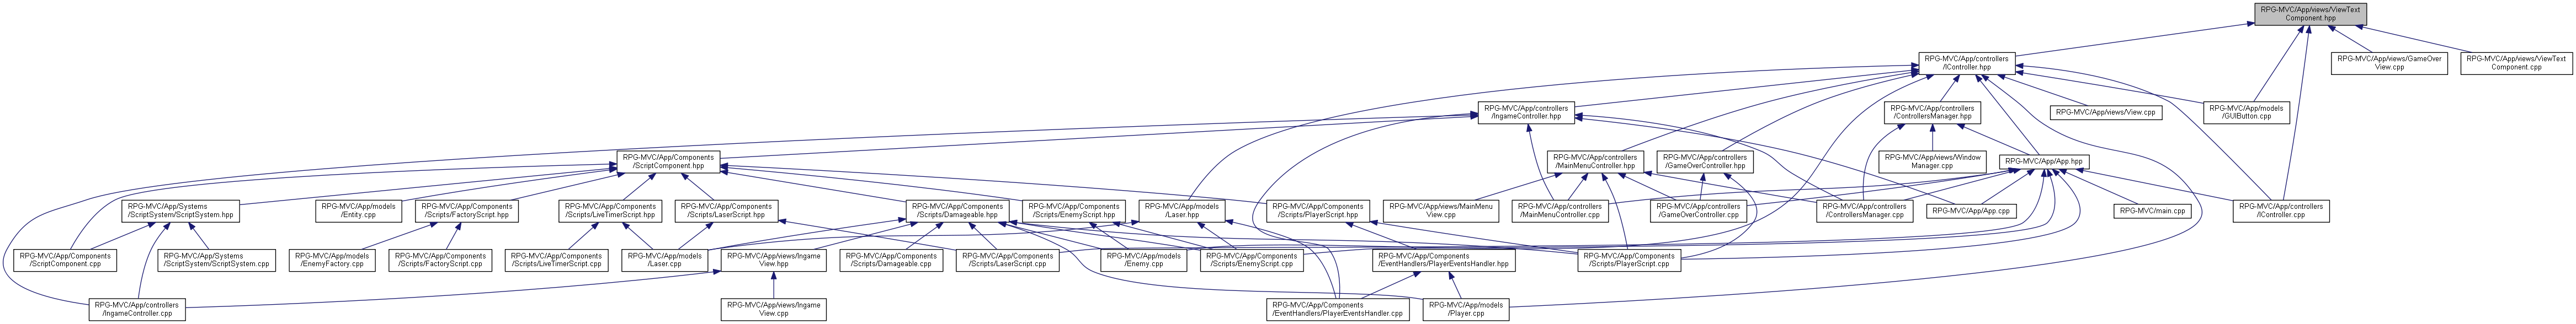 RPG-MVC/App/views/ViewText
Component.hpp
RPG-MVC/App/controllers
/IController.hpp
RPG-MVC/App/views/GameOver
View.cpp
RPG-MVC/App/views/ViewText
Component.cpp
RPG-MVC/App/controllers
/IngameController.hpp
RPG-MVC/App/controllers
/ControllersManager.hpp
RPG-MVC/App/views/View.cpp
RPG-MVC/App/models
/GUIButton.cpp
RPG-MVC/App/Components
/ScriptComponent.hpp
RPG-MVC/App/controllers
/MainMenuController.hpp
RPG-MVC/App/controllers
/GameOverController.hpp
RPG-MVC/App/views/Window
Manager.cpp
RPG-MVC/App/App.hpp
RPG-MVC/App/Systems
/ScriptSystem/ScriptSystem.hpp
RPG-MVC/App/models
/Entity.cpp
RPG-MVC/App/Components
/Scripts/FactoryScript.hpp
RPG-MVC/App/Components
/Scripts/LiveTimerScript.hpp
RPG-MVC/App/Components
/Scripts/LaserScript.hpp
RPG-MVC/App/Components
/Scripts/Damageable.hpp
RPG-MVC/App/Components
/Scripts/EnemyScript.hpp
RPG-MVC/App/models
/Laser.hpp
RPG-MVC/App/Components
/Scripts/PlayerScript.hpp
RPG-MVC/App/views/MainMenu
View.cpp
RPG-MVC/App/controllers
/MainMenuController.cpp
RPG-MVC/App/controllers
/GameOverController.cpp
RPG-MVC/App/controllers
/ControllersManager.cpp
RPG-MVC/App/App.cpp
RPG-MVC/main.cpp
RPG-MVC/App/controllers
/IController.cpp
RPG-MVC/App/Components
/ScriptComponent.cpp
RPG-MVC/App/Systems
/ScriptSystem/ScriptSystem.cpp
RPG-MVC/App/models
/EnemyFactory.cpp
RPG-MVC/App/Components
/Scripts/FactoryScript.cpp
RPG-MVC/App/Components
/Scripts/LiveTimerScript.cpp
RPG-MVC/App/models
/Laser.cpp
RPG-MVC/App/views/Ingame
View.hpp
RPG-MVC/App/Components
/Scripts/Damageable.cpp
RPG-MVC/App/Components
/Scripts/LaserScript.cpp
RPG-MVC/App/models
/Enemy.cpp
RPG-MVC/App/Components
/Scripts/EnemyScript.cpp
RPG-MVC/App/Components
/EventHandlers/PlayerEventsHandler.hpp
RPG-MVC/App/Components
/Scripts/PlayerScript.cpp
RPG-MVC/App/controllers
/IngameController.cpp
RPG-MVC/App/views/Ingame
View.cpp
RPG-MVC/App/Components
/EventHandlers/PlayerEventsHandler.cpp
RPG-MVC/App/models
/Player.cpp